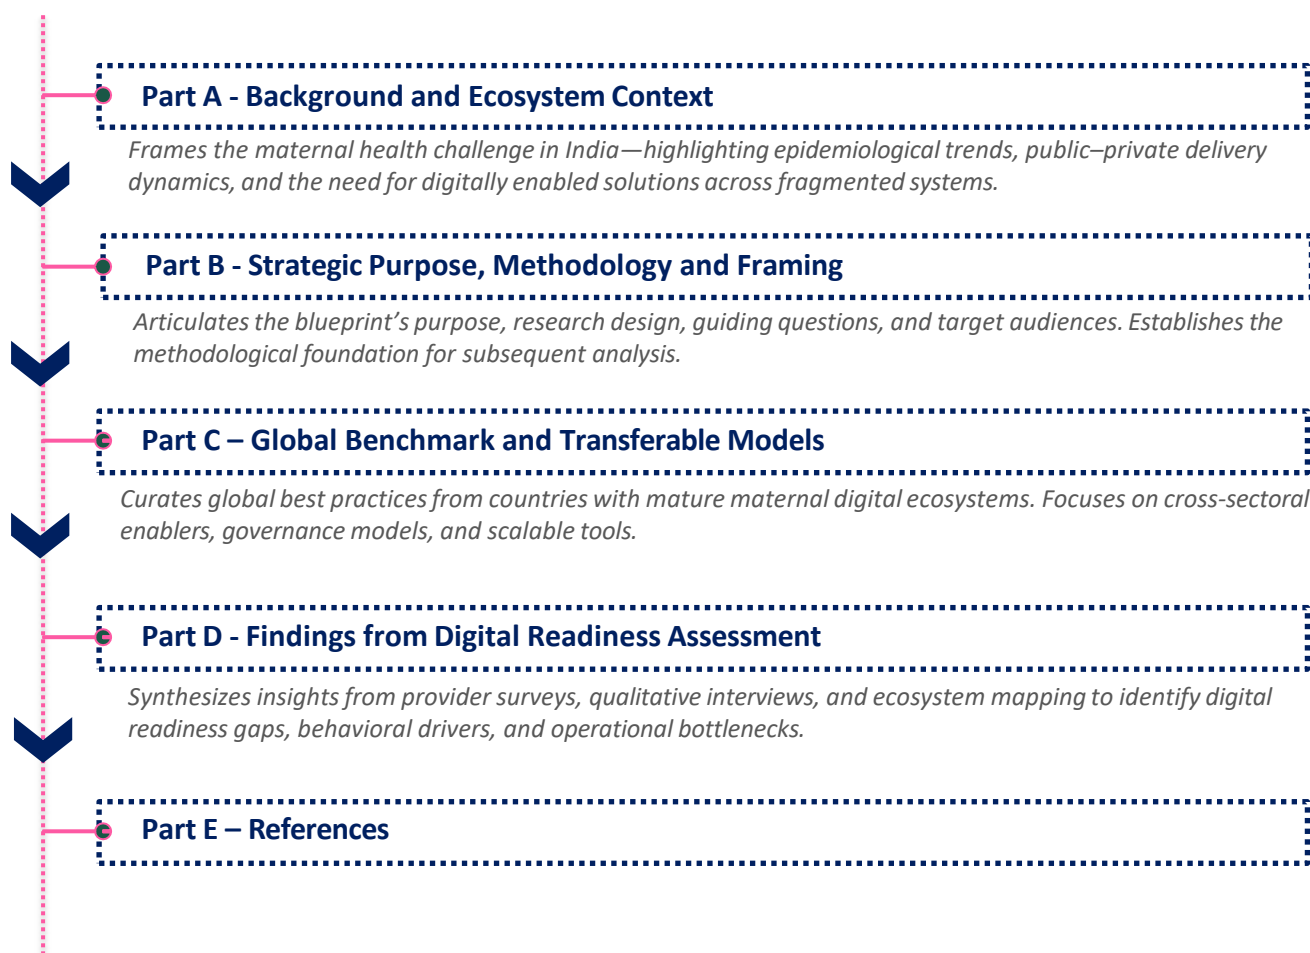 Part A - Background and Ecosystem Context
Frames the maternal health challenge in India—highlighting epidemiological trends, public–private delivery
dynamics, and the need for digitally enabled solutions across fragmented systems.
Part B - Strategic Purpose, Methodology and Framing
Articulates the blueprint’s purpose, research design, guiding questions, and target audiences. Establishes the
methodological foundation for subsequent analysis.
Part C – Global Benchmark and Transferable Models
Curates global best practices from countries with mature maternal digital ecosystems. Focuses on cross-sectoral
enablers, governance models, and scalable tools.
Part D - Findings from Digital Readiness Assessment
Synthesizes insights from provider surveys, qualitative interviews, and ecosystem mapping to identify digital
readiness gaps, behavioral drivers, and operational bottlenecks.
Part E – References